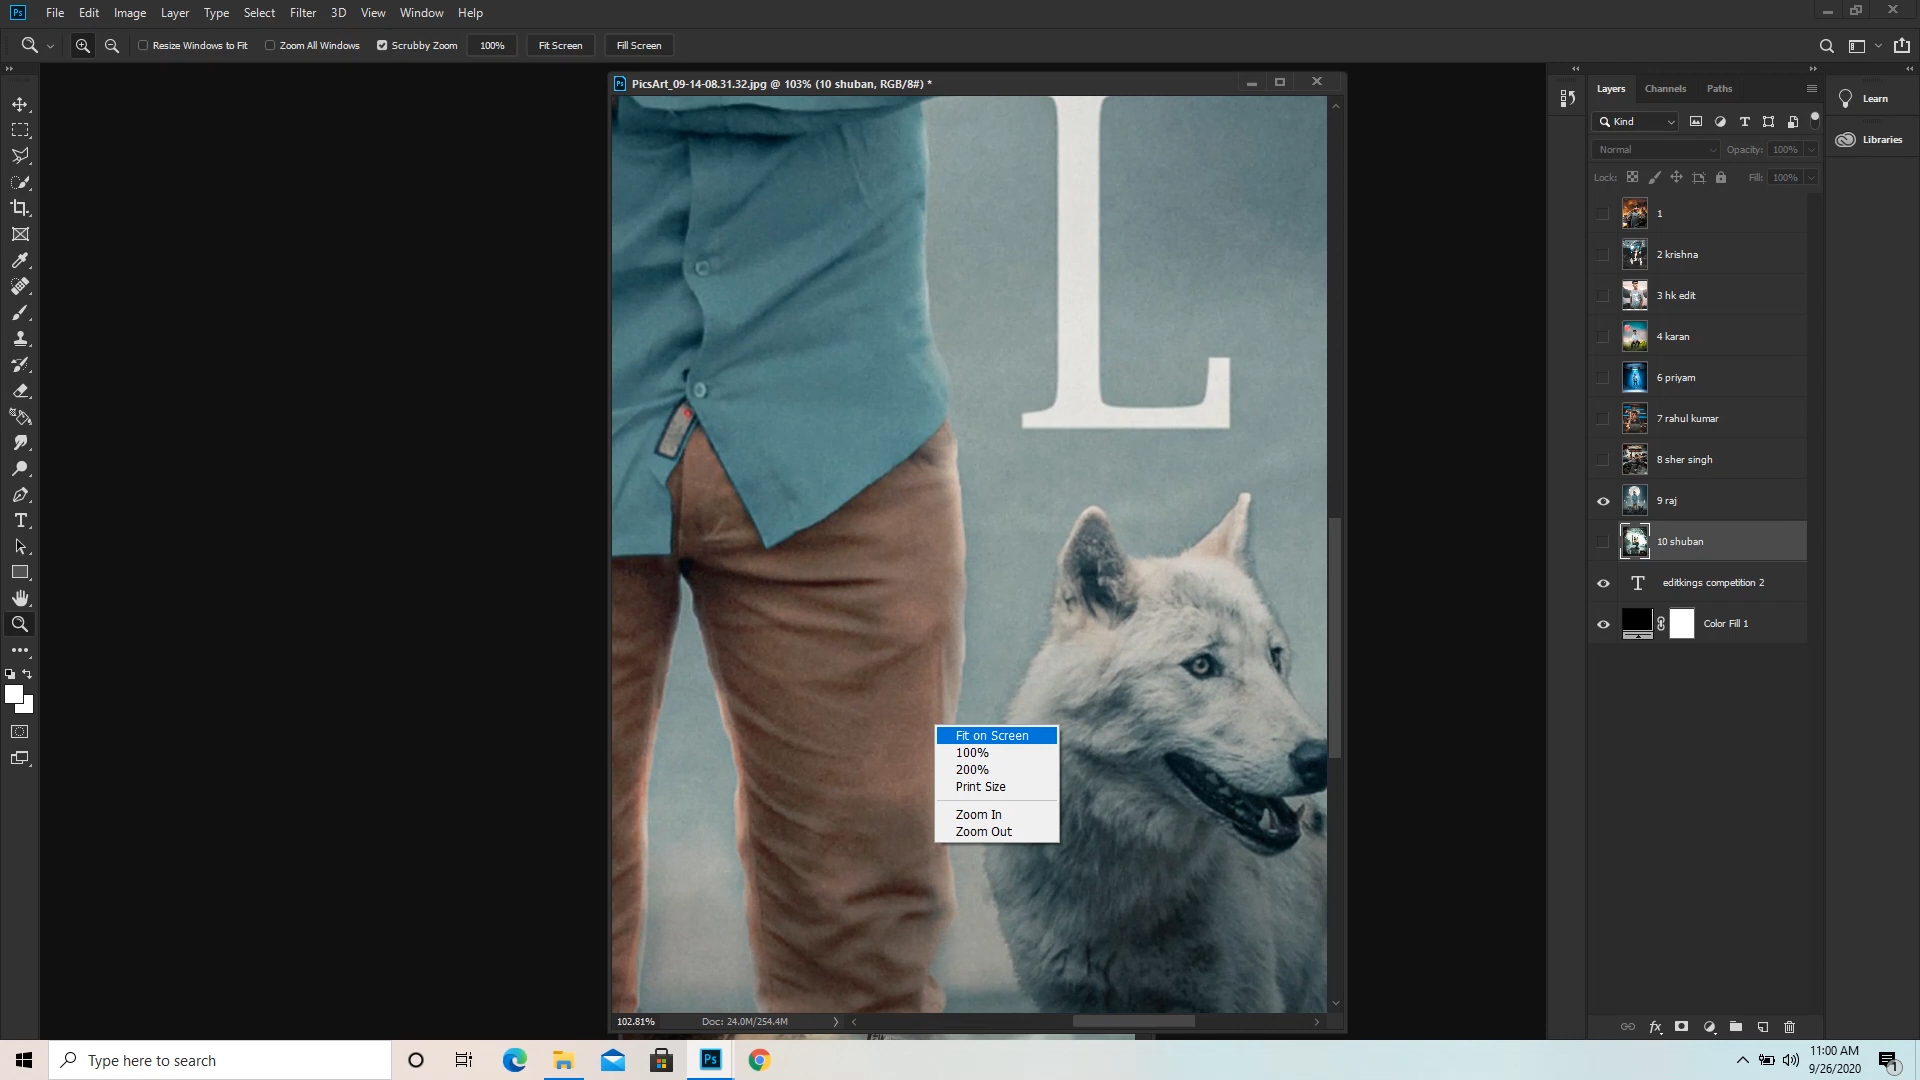 Ps File Edit Image Layer Type Select Filter 3D View Window Help
Resize Windows to Fit Zoom All Windows Scrubby Zoom 100% Fit Screen Fill Screen
PicsArt_09-14-08.31.32.jpg @ 103% (10 shuban, RGB/8#) *
L
Fit on Screen
100%
200%
Print Size
Zoom In
Zoom Out
102.81% Doc: 24.0M/254.4M
Layers Channels Paths
Kind
Normal Opacity: 100%
Lock: Fill: 100%
1
2 krishna
3 hk edit
4 karan
6 priyam
7 rahul kumar
8 sher singh
9 raj
10 shuban
T editkings competition 2
Color Fill 1
fx
Learn
Libraries
Type here to search
Ps
11:00 AM
9/26/2020
1